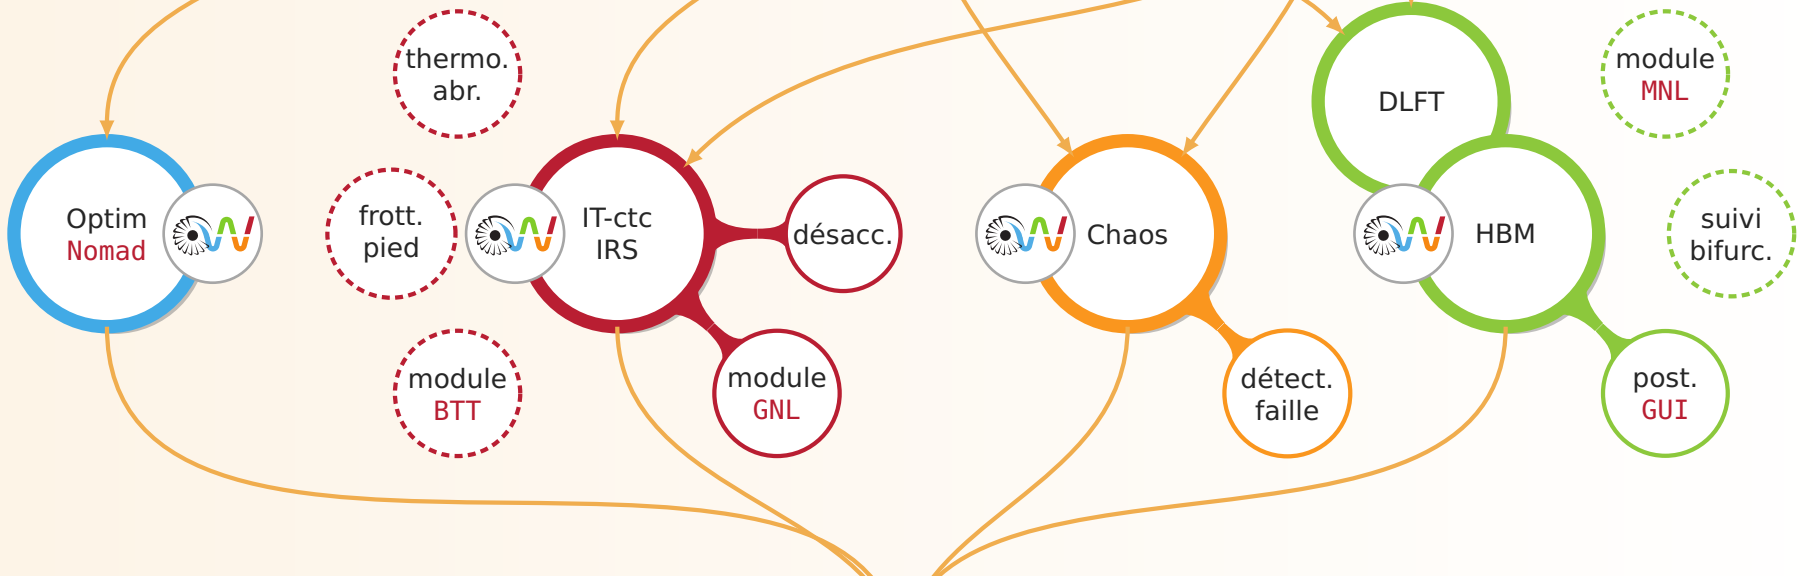 thermo.
abr.
module
MNL
DLFT
Optim
Nomad
frott.
pied
IT-ctc
IRS
désacc.
Chaos
HBM
suivi
bifurc.
module
BTT
module
GNL
détect.
faille
post.
GUI